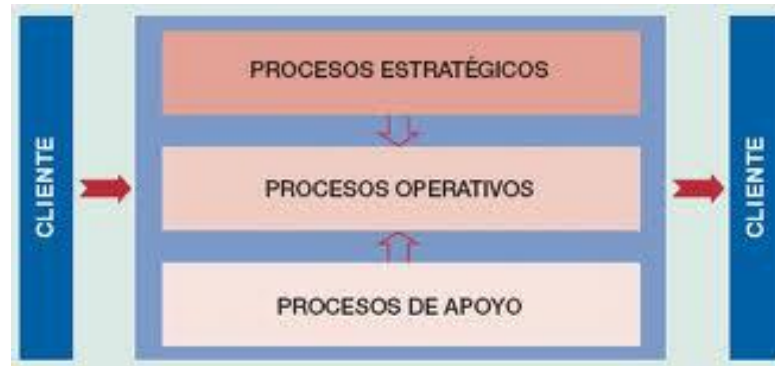 CLIENTE
PROCESOS ESTRATÉGICOS
PROCESOS OPERATIVOS
PROCESOS DE APOYO
CLIENTE